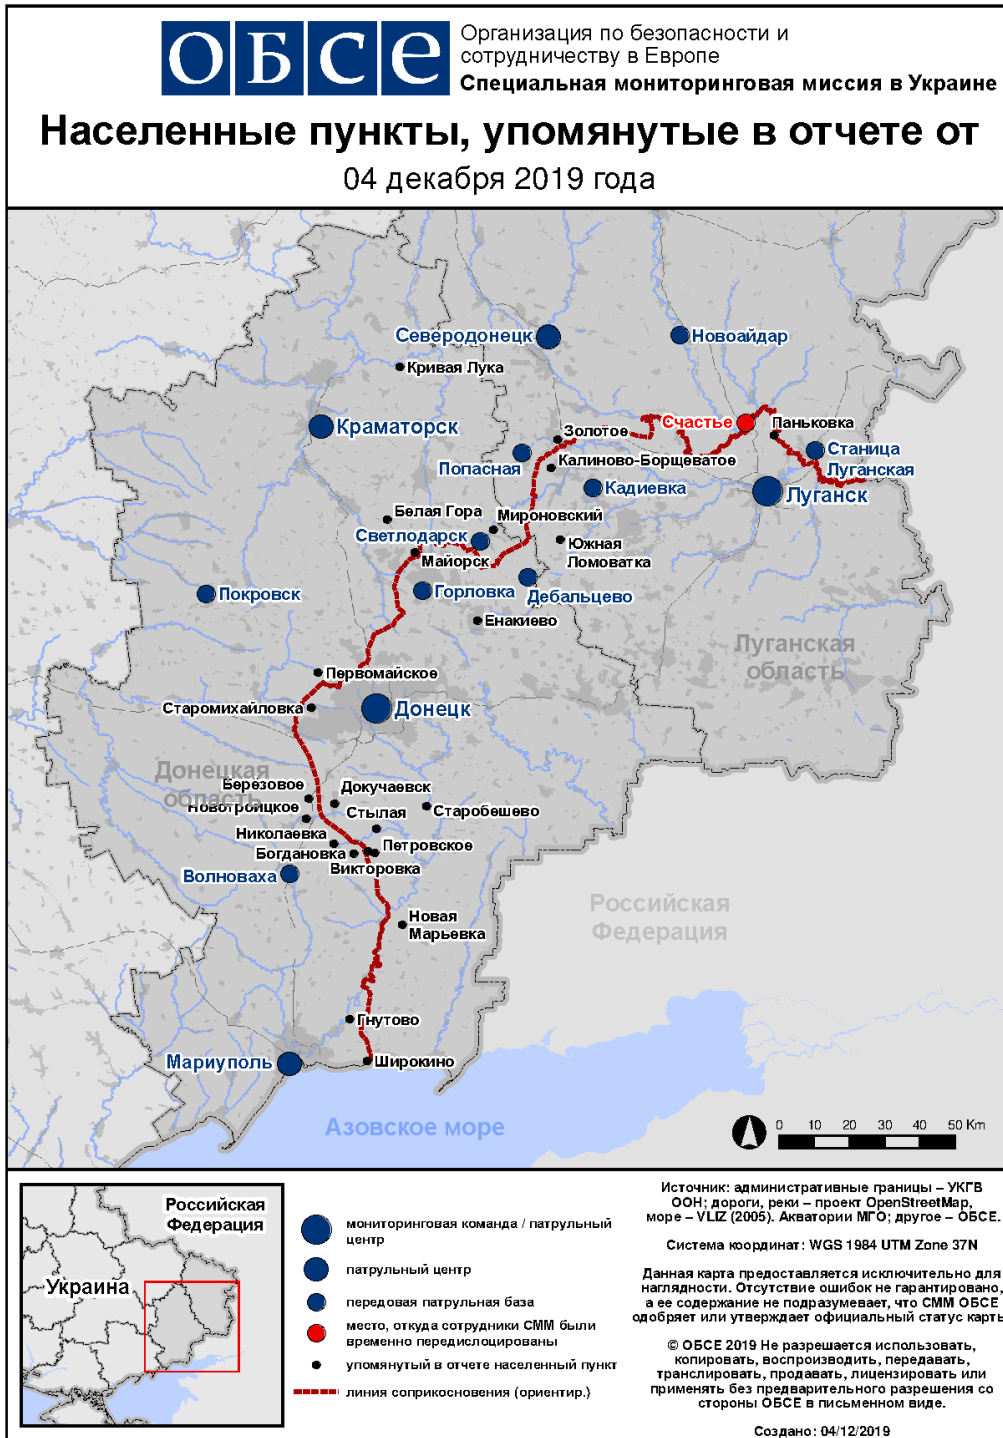 ОБСЕ
Организация по безопасности и
сотрудничеству в Европе
Специальная мониторинговая миссия в Украине
Населенные пункты, упомянутые в отчете от
04 декабря 2019 года
Северодонецк
Новоайдар
Кривая Лука
Краматорск
Счастье
Паньковка
Золотое
Станица
Луганская
Попасная
Калиново-Борщеватое
Кадиевка
Луганск
Белая Гора
Мироновский
Светлодарск
Южная
Ломоватка
Майорск
Покровск
Горловка
Дебальцево
Енакиево
Луганская
область
Первомайское
Старомихайловка
Донецк
Донецкая
область
Березовое
Докучаевск
Новотроицкое
Стылая
Старобешево
Николаевка
Богдановка
Петровское
Викторовка
Волноваха
Российская
Федерация
Новая
Марьевка
Гнутово
Мариуполь
Широкино
Азовское море
0 10 20 30 40 50 Km
Российская
Федерация
Украина
мониторинговая команда / патрульный
центр
патрульный центр
передовая патрульная база
место, откуда сотрудники СММ были
временно передислоцированы
упомянутый в отчете населенный пункт
линия соприкосновения (ориентир.)
Источник: административные границы – УКГВ
ООН; дороги, реки – проект OpenStreetMap,
море – VLIZ (2005). Акватории МГО; другое – ОБСЕ.
Система координат: WGS 1984 UTM Zone 37N
Данная карта предоставляется исключительно для
наглядности. Отсутствие ошибок не гарантировано,
а ее содержание не подразумевает, что СММ ОБСЕ
одобряет или утверждает официальный статус карты
© ОБСЕ 2019 Не разрешается использовать,
копировать, воспроизводить, передавать,
транслировать, продавать, лицензировать или
применять без предварительного разрешения со
стороны ОБСЕ в письменном виде.
Создано: 04/12/2019